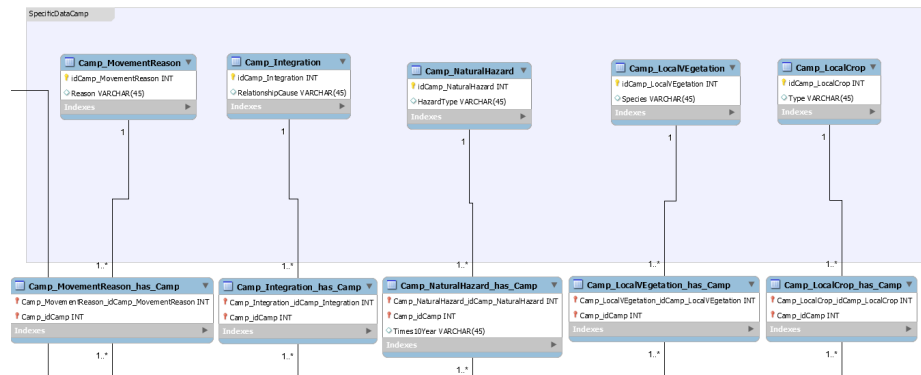 SpecificDataCamp
Camp_MovementReason
idCamp_MovementReason INT
Reason VARCHAR(45)
Indexes
1
Camp_Integration
idCamp_Integration INT
RelationshipCause VARCHAR(45)
Indexes
1
Camp_NaturalHazard
idCamp_NaturalHazard INT
HazardType VARCHAR(45)
Indexes
1
Camp_LocalVEgetation
idCamp_LocalVEgetation INT
Species VARCHAR(45)
Indexes
1
Camp_LocalCrop
idCamp_LocalCrop INT
Type VARCHAR(45)
Indexes
1
1..*
Camp_MovementReason_has_Camp
Camp_MovementReason_idCamp_MovementReason INT
Camp_idCamp INT
Indexes
1..*
1..*
Camp_Integration_has_Camp
Camp_Integration_idCamp_Integration INT
Camp_idCamp INT
Indexes
1..*
1..*
Camp_NaturalHazard_has_Camp
Camp_NaturalHazard_idCamp_NaturalHazard INT
Camp_idCamp INT
Times10Year VARCHAR(45)
Indexes
1..*
1..*
Camp_LocalVEgetation_has_Camp
Camp_LocalVEgetation_idCamp_LocalVEgetation INT
Camp_idCamp INT
Indexes
1..*
1..*
Camp_LocalCrop_has_Camp
Camp_LocalCrop_idCamp_LocalCrop INT
Camp_idCamp INT
Indexes
1..*